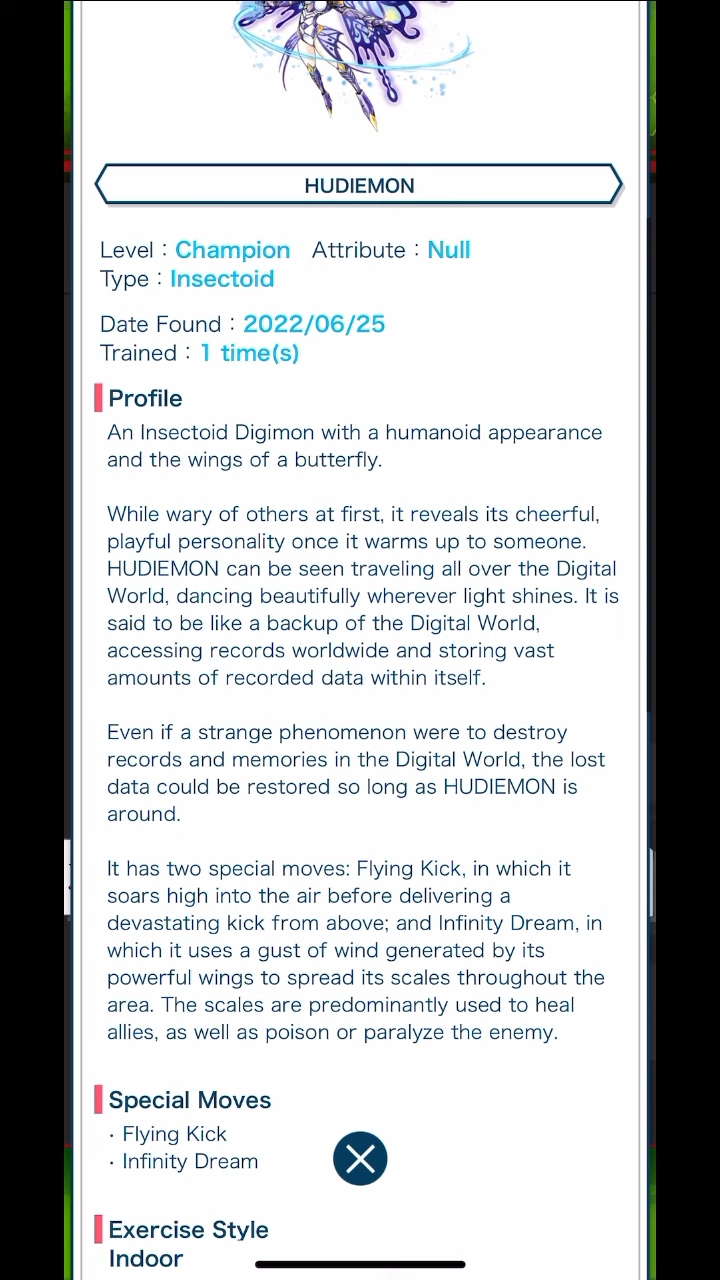 HUDIEMON
Level : Champion Attribute : Null
Type : Insectoid
Date Found : 2022/06/25
Trained : 1 time(s)
Profile
An Insectoid Digimon with a humanoid appearance
and the wings of a butterfly.
While wary of others at first, it reveals its cheerful,
playful personality once it warms up to someone.
HUDIEMON can be seen traveling all over the Digital
World, dancing beautifully wherever light shines. It is
said to be like a backup of the Digital World,
accessing records worldwide and storing vast
amounts of recorded data within itself.
Even if a strange phenomenon were to destroy
records and memories in the Digital World, the lost
data could be restored so long as HUDIEMON is
around.
It has two special moves: Flying Kick, in which it
soars high into the air before delivering a
devastating kick from above; and Infinity Dream, in
which it uses a gust of wind generated by its
powerful wings to spread its scales throughout the
area. The scales are predominantly used to heal
allies, as well as poison or paralyze the enemy.
Special Moves
· Flying Kick
· Infinity Dream
Exercise Style
Indoor